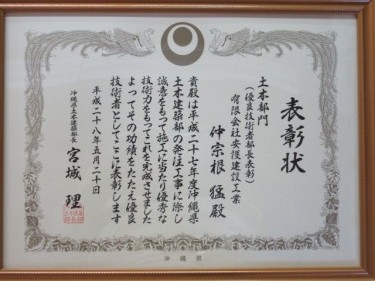 表彰状
土木部門
(優良技術者部長表彰)
有限会社安護建設工業
仲宗根 猛 殿
貴殿は平成二十七年度沖縄県
土木建築部の発注工事に際し
誠意をもって施工に当たり優秀な
技術力をもってこれを完成させました
よってその功績をたたえ優良
技術者としてここに表彰します
平成二十八年五月二十日
沖縄県土木建築部長
宮城 理
沖縄県